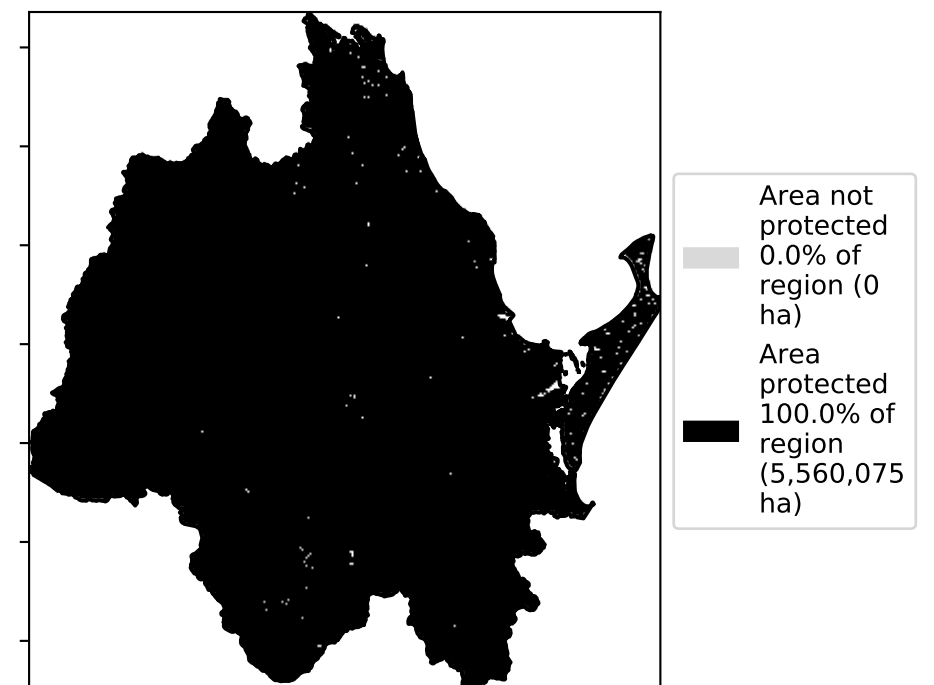 Area not
protected
0.0% of
region (0
ha)
Area
protected
100.0% of
region
(5,560,075
ha)